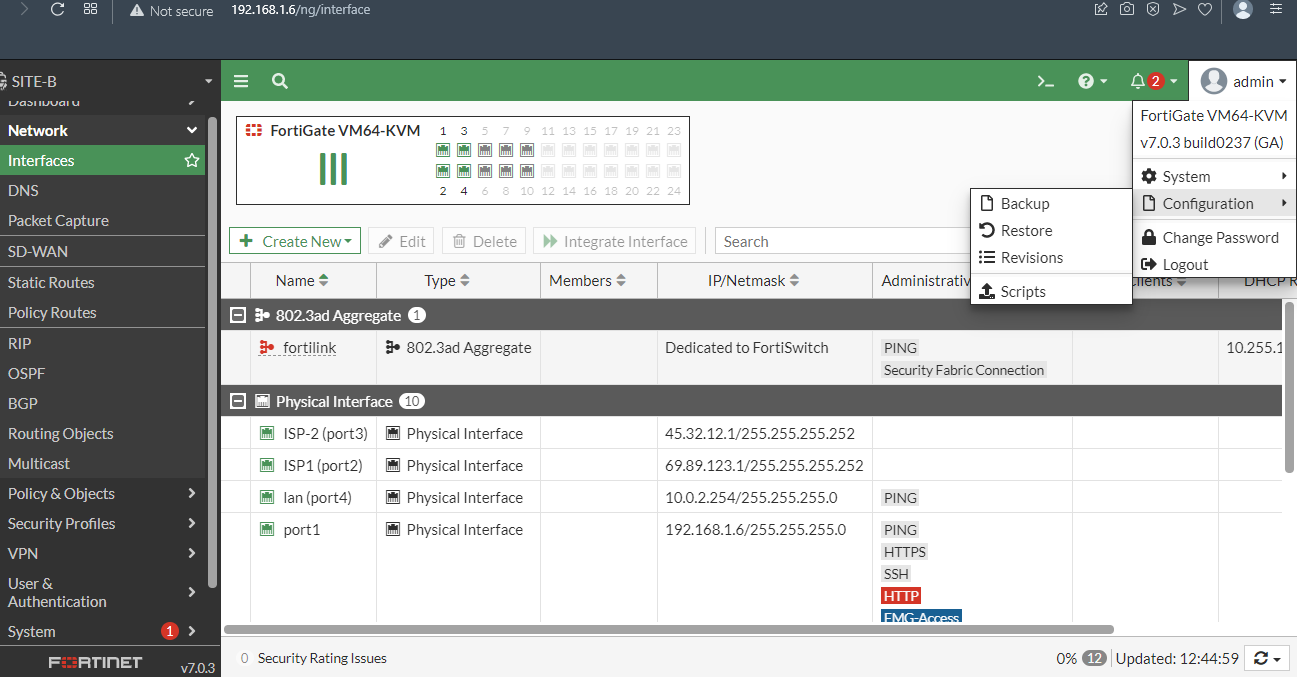 Not secure 192.168.1.6/ng/interface
SITE-B
Dashboard
Network
Interfaces
DNS
Packet Capture
SD-WAN
Static Routes
Policy Routes
RIP
OSPF
BGP
Routing Objects
Multicast
Policy & Objects
Security Profiles
VPN
User &
Authentication
System 1
FORTINET v7.0.3
>_ ? 2 admin
FortiGate VM64-KVM
v7.0.3 build0237 (GA)
System
Configuration
Change Password
Logout
Backup
Restore
Revisions
Scripts
FortiGate VM64-KVM
1 3 5 7 9 11 13 15 17 19 21 23
2 4 6 8 10 12 14 16 18 20 22 24
Create New Edit Delete Integrate Interface Search
Name Type Members IP/Netmask Administrativ Clients DHCP R
802.3ad Aggregate 1
fortilink 802.3ad Aggregate Dedicated to FortiSwitch PING 10.255.1
Security Fabric Connection
Physical Interface 10
ISP-2 (port3) Physical Interface 45.32.12.1/255.255.255.252
ISP1 (port2) Physical Interface 69.89.123.1/255.255.255.252
lan (port4) Physical Interface 10.0.2.254/255.255.255.0 PING
port1 Physical Interface 192.168.1.6/255.255.255.0 PING
HTTPS
SSH
HTTP
FMG-Access
0 Security Rating Issues 0% 12 Updated: 12:44:59